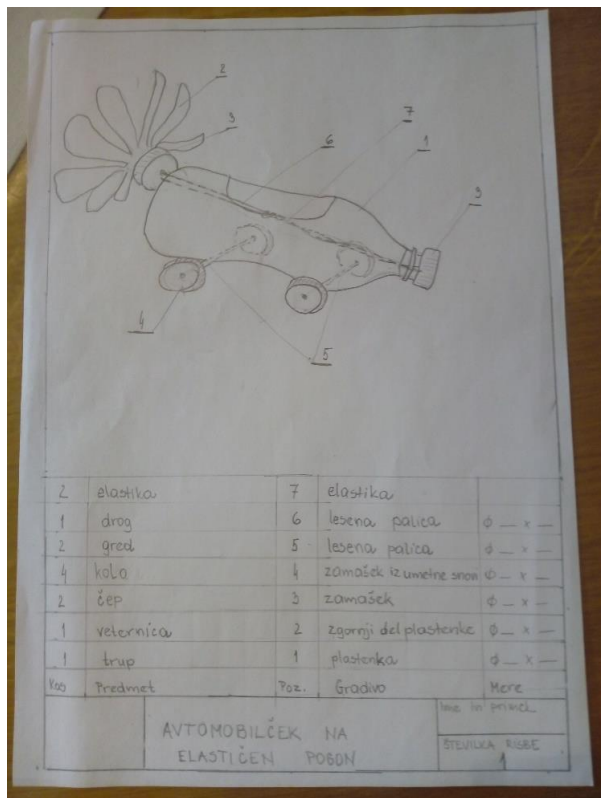 2
3
7
6
1
3
4
5
2 elastika 7 elastika
1 drog 6 lesena palica ø — x —
2 gred 5 lesena palica ø — x —
4 kola 4 zamašek iz umetne snovi ø — x —
2 čep 3 zamašek ø — x —
1 veternica 2 zgornji del plastenke ø — x —
1 trup 1 plastenka ø — x —
Kos Predmet Poz. Gradivo Mere
AVTOMOBILČEK NA
ELASTIČEN POGON
Ime in priimek
ŠTEVILKA RISBE
1